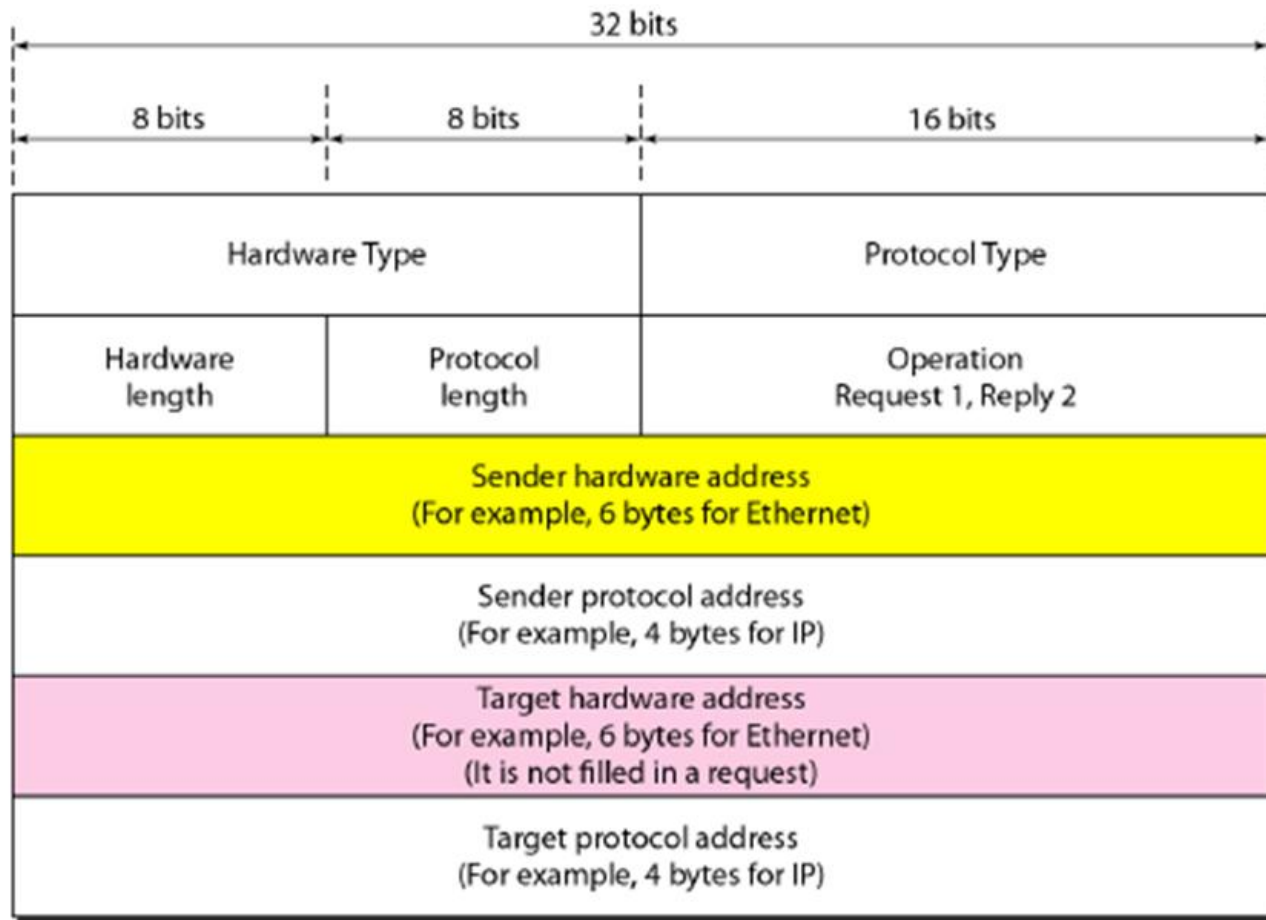 32 bits
8 bits
8 bits
16 bits
Hardware Type
Protocol Type
Hardware
length
Protocol
length
Operation
Request 1, Reply 2
Sender hardware address
(For example, 6 bytes for Ethernet)
Sender protocol address
(For example, 4 bytes for IP)
Target hardware address
(For example, 6 bytes for Ethernet)
(It is not filled in a request)
Target protocol address
(For example, 4 bytes for IP)